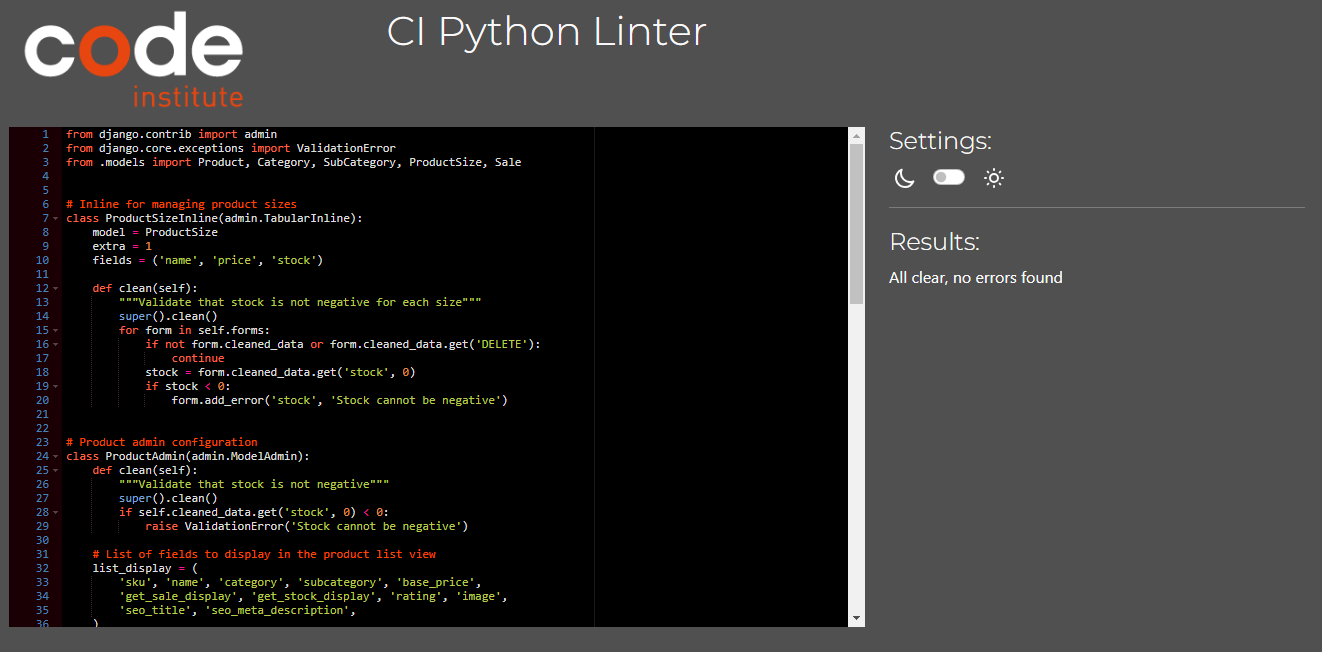 code
institute
CI Python Linter
1 from django.contrib import admin
2 from django.core.exceptions import ValidationError
3 from .models import Product, Category, SubCategory, ProductSize, Sale
4
5
6 # Inline for managing product sizes
7 class ProductSizeInline(admin.TabularInline):
8     model = ProductSize
9     extra = 1
10     fields = ('name', 'price', 'stock')
11
12     def clean(self):
13         """Validate that stock is not negative for each size"""
14         super().clean()
15         for form in self.forms:
16             if not form.cleaned_data or form.cleaned_data.get('DELETE'):
17                 continue
18             stock = form.cleaned_data.get('stock', 0)
19             if stock < 0:
20                 form.add_error('stock', 'Stock cannot be negative')
21
22
23 # Product admin configuration
24 class ProductAdmin(admin.ModelAdmin):
25     def clean(self):
26         """Validate that stock is not negative"""
27         super().clean()
28         if self.cleaned_data.get('stock', 0) < 0:
29             raise ValidationError('Stock cannot be negative')
30
31     # List of fields to display in the product list view
32     list_display = (
33         'sku', 'name', 'category', 'subcategory', 'base_price',
34         'get_sale_display', 'get_stock_display', 'rating', 'image',
35         'seo_title', 'seo_meta_description',
36     )
Settings:
Results:
All clear, no errors found